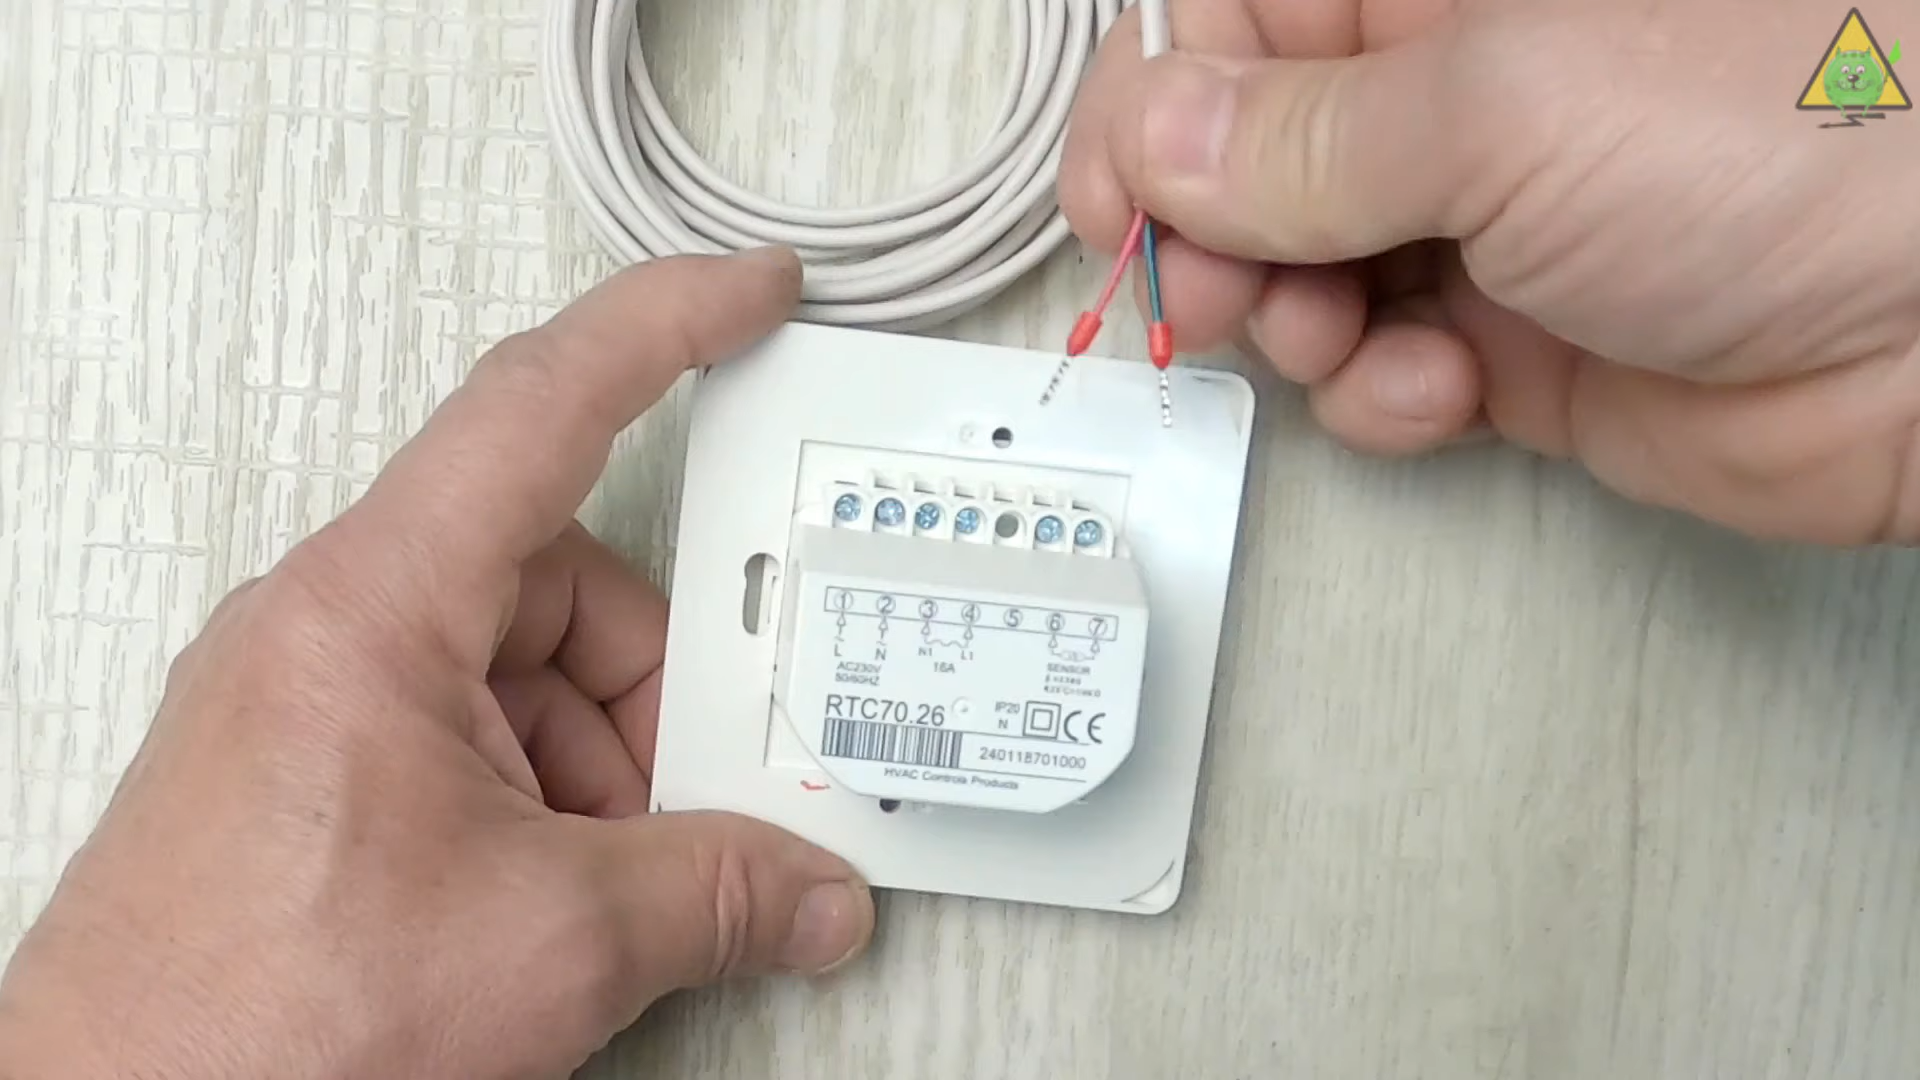 1 2 3 4 5 6 7
L N N1 L1
AC230V 16A SENSOR
50/60HZ
RTC70.26 IP20
N CE
240118701000
HVAC Controls Products